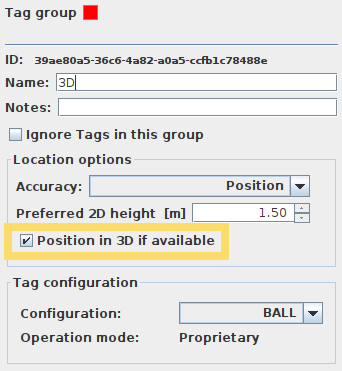 Tag group
ID: 39ae80a5-36c6-4a82-a0a5-ccfb1c78488e
Name: 3D
Notes:
Ignore Tags in this group
Location options
Accuracy: Position
Preferred 2D height [m] 1.50
Position in 3D if available
Tag configuration
Configuration: BALL
Operation mode: Proprietary